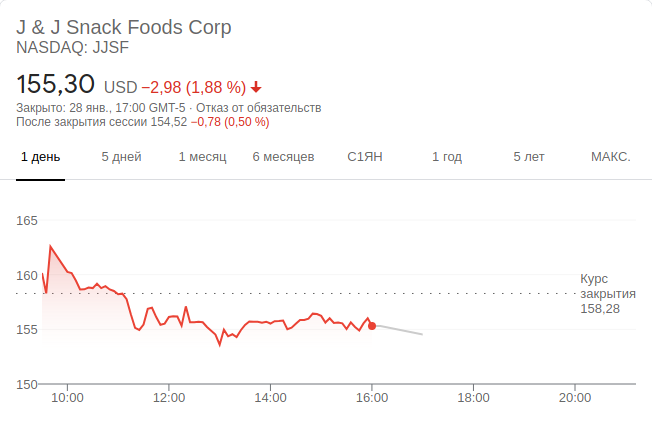 J & J Snack Foods Corp
NASDAQ: JJSF
155,30 USD −2,98 (1,88 %)
Закрыто: 28 янв., 17:00 GMT-5 · Отказ от обязательств
После закрытия сессии 154,52 −0,78 (0,50 %)
1 день 5 дней 1 месяц 6 месяцев С1ЯН 1 год 5 лет МАКС.
165
160
Курс
закрытия
158,28
155
150
10:00 12:00 14:00 16:00 18:00 20:00